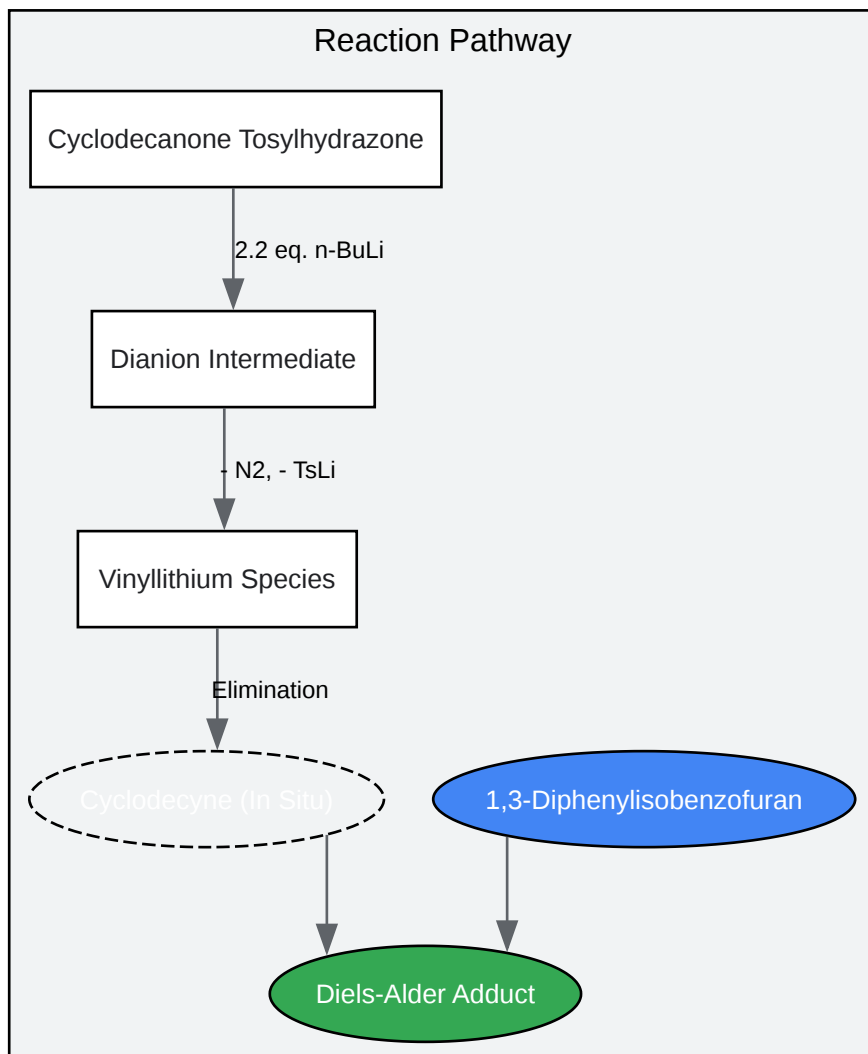 Reaction Pathway
Cyclodecanone Tosylhydrazone
2.2 eq. n-BuLi
Dianion Intermediate
- N2, - TsLi
Vinyllithium Species
Elimination
Cyclodecyne (In Situ)
1,3-Diphenylisobenzofuran
Diels-Alder Adduct